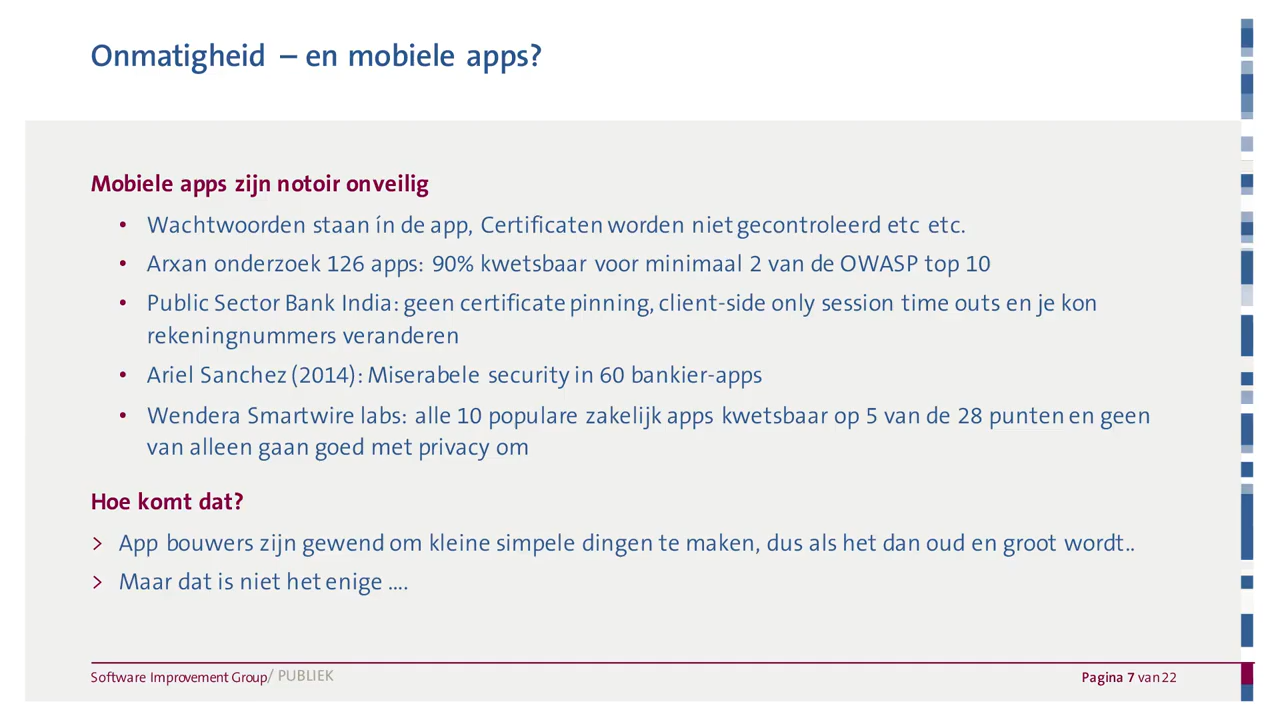 Onmatigheid – en mobiele apps?
Mobiele apps zijn notoir onveilig
• Wachtwoorden staan ín de app, Certificaten worden niet gecontroleerd etc etc.
• Arxan onderzoek 126 apps: 90% kwetsbaar voor minimaal 2 van de OWASP top 10
• Public Sector Bank India: geen certificate pinning, client-side only session time outs en je kon
rekeningnummers veranderen
• Ariel Sanchez (2014): Miserabele security in 60 bankier-apps
• Wendera Smartwire labs: alle 10 populare zakelijk apps kwetsbaar op 5 van de 28 punten en geen
van alleen gaan goed met privacy om
Hoe komt dat?
> App bouwers zijn gewend om kleine simpele dingen te maken, dus als het dan oud en groot wordt..
> Maar dat is niet het enige ....
Software Improvement Group/ PUBLIEK
Pagina 7 van 22